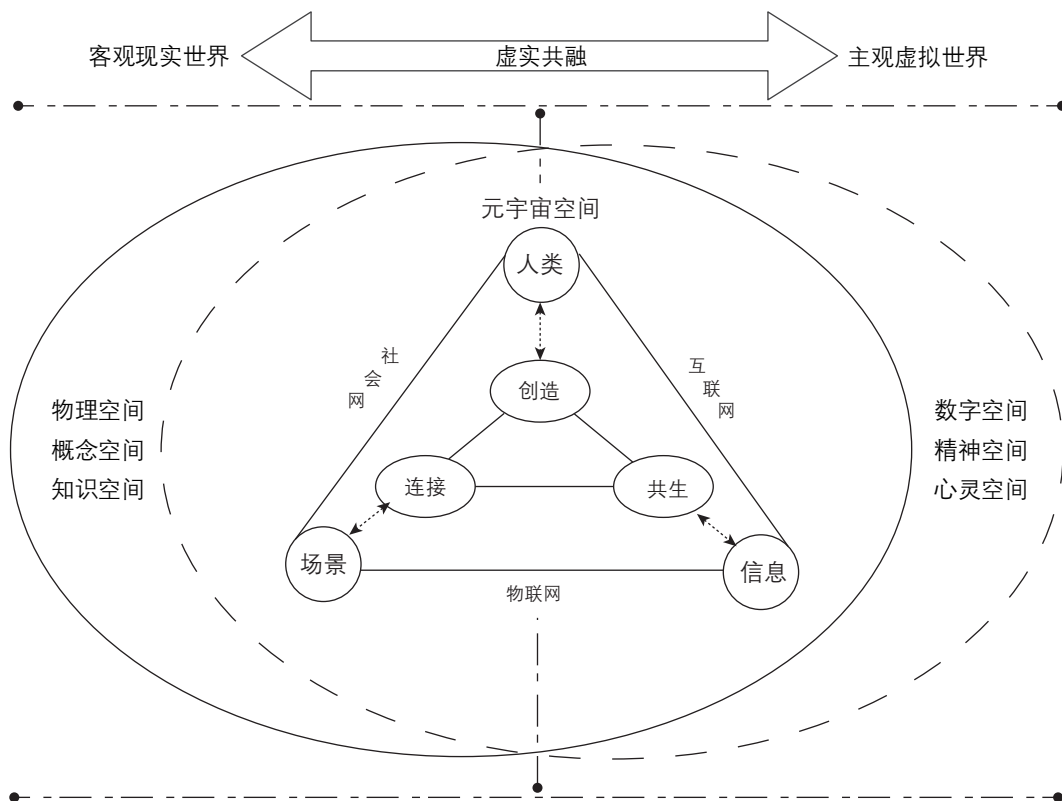 客观现实世界
虚实共融
主观虚拟世界
元宇宙空间
人类
社会网
互联网
创造
物理空间
概念空间
知识空间
数字空间
精神空间
心灵空间
连接
共生
场景
信息
物联网